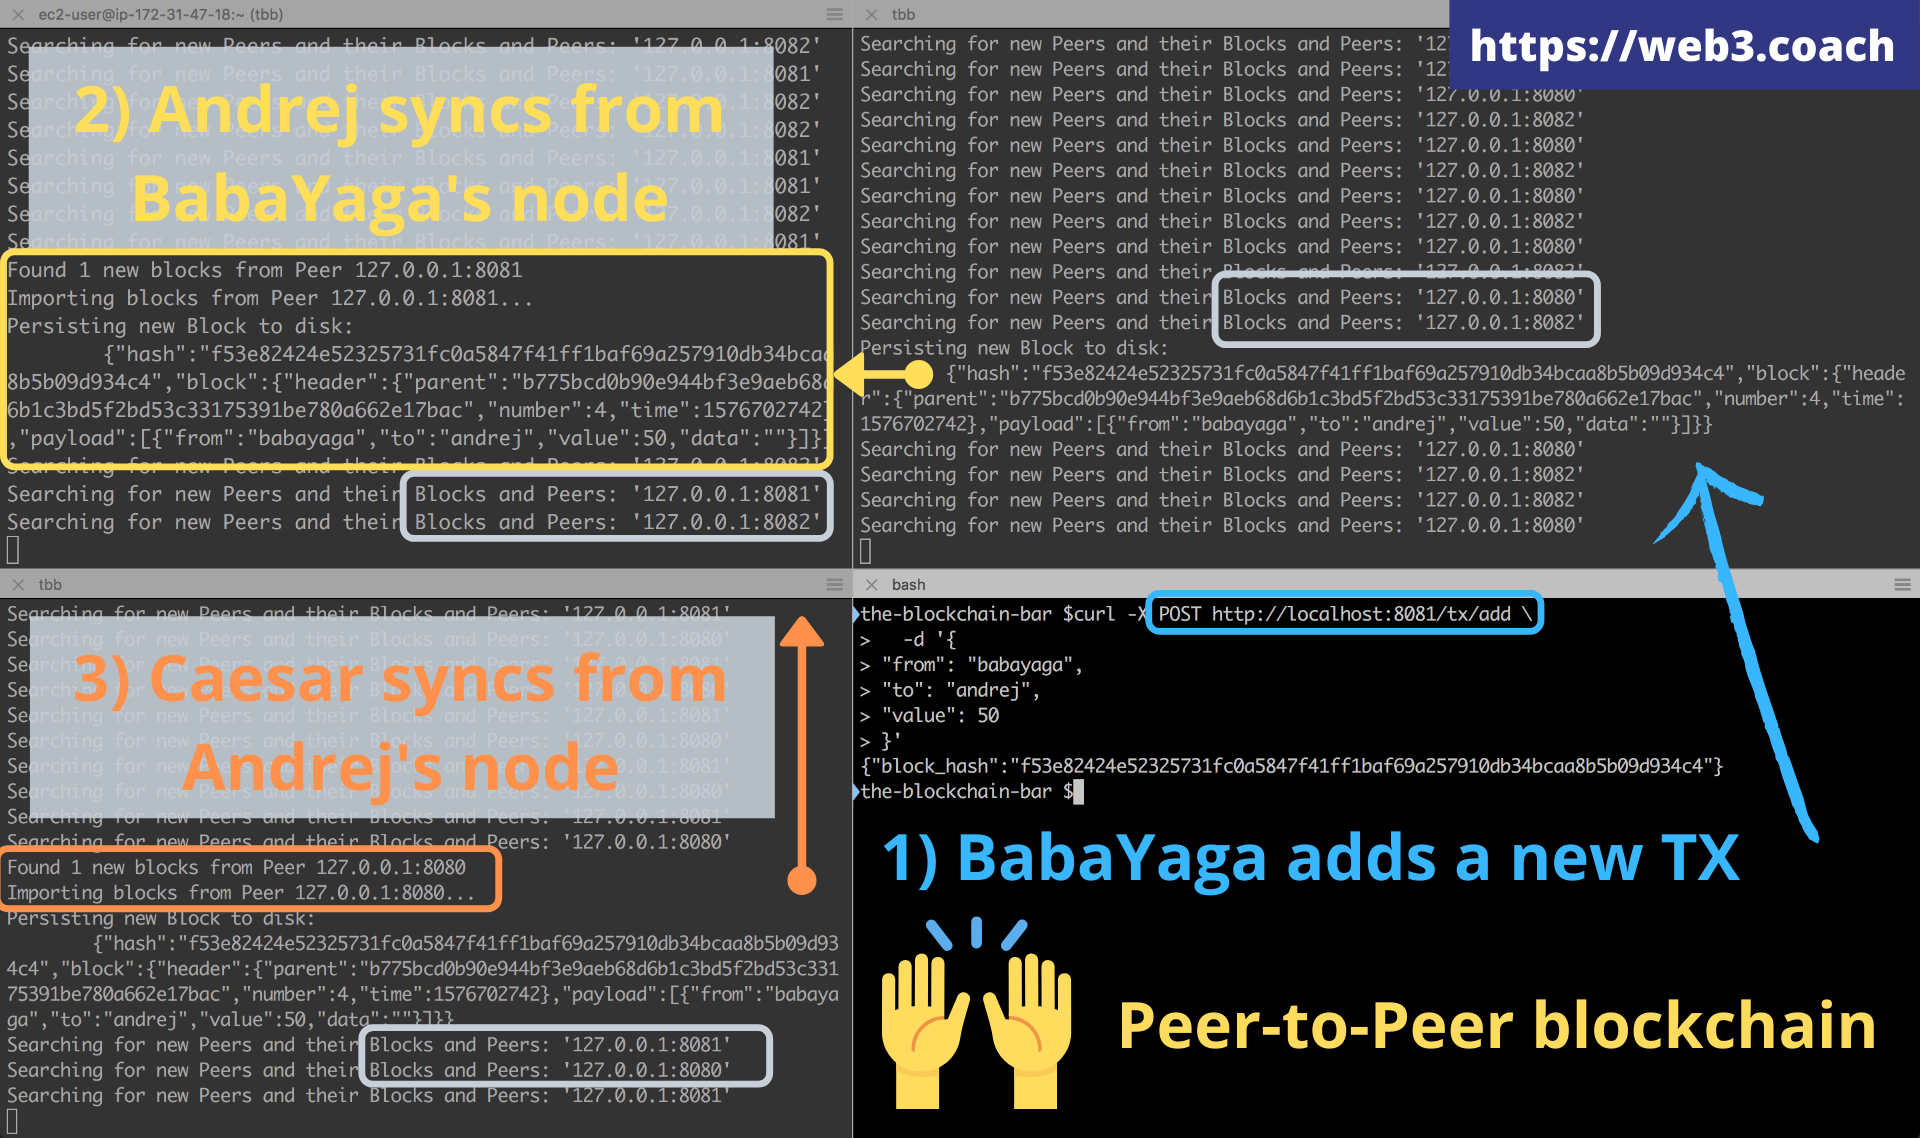 ec2-user@ip-172-31-47-18:~ (tbb)
Searching for new Peers and their Blocks and Peers: '127.0.0.1:8082'
Searching for new Peers and their Blocks and Peers: '127.0.0.1:8081'
Searching for new Peers and their Blocks and Peers: '127.0.0.1:8082'
Searching for new Peers and their Blocks and Peers: '127.0.0.1:8082'
Searching for new Peers and their Blocks and Peers: '127.0.0.1:8081'
Searching for new Peers and their Blocks and Peers: '127.0.0.1:8081'
Searching for new Peers and their Blocks and Peers: '127.0.0.1:8082'
Searching for new Peers and their Blocks and Peers: '127.0.0.1:8081'
2) Andrej syncs from
BabaYaga's node
Found 1 new blocks from Peer 127.0.0.1:8081
Importing blocks from Peer 127.0.0.1:8081...
Persisting new Block to disk:
{"hash":"f53e82424e52325731fc0a5847f41ff1baf69a257910db34bcaa
8b5b09d934c4","block":{"header":{"parent":"b775bcd0b90e944bf3e9aeb68d
6b1c3bd5f2bd53c33175391be780a662e17bac","number":4,"time":1576702742}
,"payload":[{"from":"babayaga","to":"andrej","value":50,"data":""}]}}
Searching for new Peers and their Blocks and Peers: '127.0.0.1:8082'
Searching for new Peers and their Blocks and Peers: '127.0.0.1:8081'
Searching for new Peers and their Blocks and Peers: '127.0.0.1:8082'
tbb
https://web3.coach
Searching for new Peers and their Blocks and Peers: '127
Searching for new Peers and their Blocks and Peers: '127
Searching for new Peers and their Blocks and Peers: '127.0.0.1:8080'
Searching for new Peers and their Blocks and Peers: '127.0.0.1:8082'
Searching for new Peers and their Blocks and Peers: '127.0.0.1:8080'
Searching for new Peers and their Blocks and Peers: '127.0.0.1:8082'
Searching for new Peers and their Blocks and Peers: '127.0.0.1:8080'
Searching for new Peers and their Blocks and Peers: '127.0.0.1:8082'
Searching for new Peers and their Blocks and Peers: '127.0.0.1:8080'
Searching for new Peers and their Blocks and Peers: '127.0.0.1:8082'
Searching for new Peers and their Blocks and Peers: '127.0.0.1:8080'
Searching for new Peers and their Blocks and Peers: '127.0.0.1:8082'
Persisting new Block to disk:
{"hash":"f53e82424e52325731fc0a5847f41ff1baf69a257910db34bcaa8b5b09d934c4","block":{"heade
r":{"parent":"b775bcd0b90e944bf3e9aeb68d6b1c3bd5f2bd53c33175391be780a662e17bac","number":4,"time":
1576702742},"payload":[{"from":"babayaga","to":"andrej","value":50,"data":""}]}}
Searching for new Peers and their Blocks and Peers: '127.0.0.1:8080'
Searching for new Peers and their Blocks and Peers: '127.0.0.1:8082'
Searching for new Peers and their Blocks and Peers: '127.0.0.1:8082'
Searching for new Peers and their Blocks and Peers: '127.0.0.1:8080'
tbb
Searching for new Peers and their Blocks and Peers: '127.0.0.1:8081'
Searching for new Peers and their Blocks and Peers: '127.0.0.1:8080'
Searching for new Peers and their Blocks and Peers: '127.0.0.1:8081'
Searching for new Peers and their Blocks and Peers: '127.0.0.1:8080'
Searching for new Peers and their Blocks and Peers: '127.0.0.1:8081'
Searching for new Peers and their Blocks and Peers: '127.0.0.1:8080'
Searching for new Peers and their Blocks and Peers: '127.0.0.1:8081'
Searching for new Peers and their Blocks and Peers: '127.0.0.1:8080'
Searching for new Peers and their Blocks and Peers: '127.0.0.1:8081'
Searching for new Peers and their Blocks and Peers: '127.0.0.1:8080'
3) Caesar syncs from
Andrej's node
Found 1 new blocks from Peer 127.0.0.1:8080
Importing blocks from Peer 127.0.0.1:8080...
Persisting new Block to disk:
{"hash":"f53e82424e52325731fc0a5847f41ff1baf69a257910db34bcaa8b5b09d93
4c4","block":{"header":{"parent":"b775bcd0b90e944bf3e9aeb68d6b1c3bd5f2bd53c331
75391be780a662e17bac","number":4,"time":1576702742},"payload":[{"from":"babaya
ga","to":"andrej","value":50,"data":""}]}}
Searching for new Peers and their Blocks and Peers: '127.0.0.1:8081'
Searching for new Peers and their Blocks and Peers: '127.0.0.1:8080'
Searching for new Peers and their Blocks and Peers: '127.0.0.1:8081'
bash
the-blockchain-bar $curl -X POST http://localhost:8081/tx/add \
> -d '{
> "from": "babayaga",
> "to": "andrej",
> "value": 50
> }'
{"block_hash":"f53e82424e52325731fc0a5847f41ff1baf69a257910db34bcaa8b5b09d934c4"}
the-blockchain-bar $
1) BabaYaga adds a new TX
Peer-to-Peer blockchain